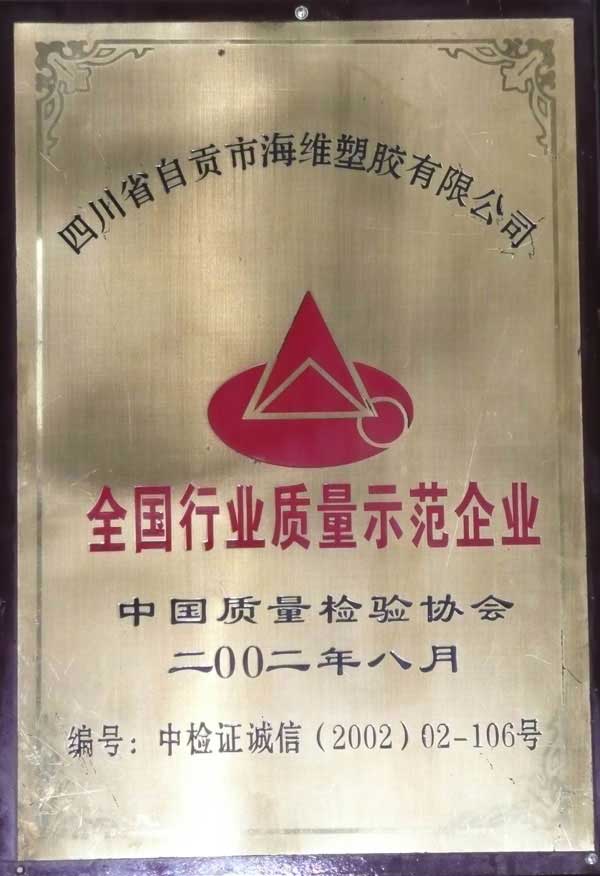 四川省自贡市海维塑胶有限公司
全国行业质量示范企业
中国质量检验协会
二00二年八月
编号：中检证诚信（2002）02-106号